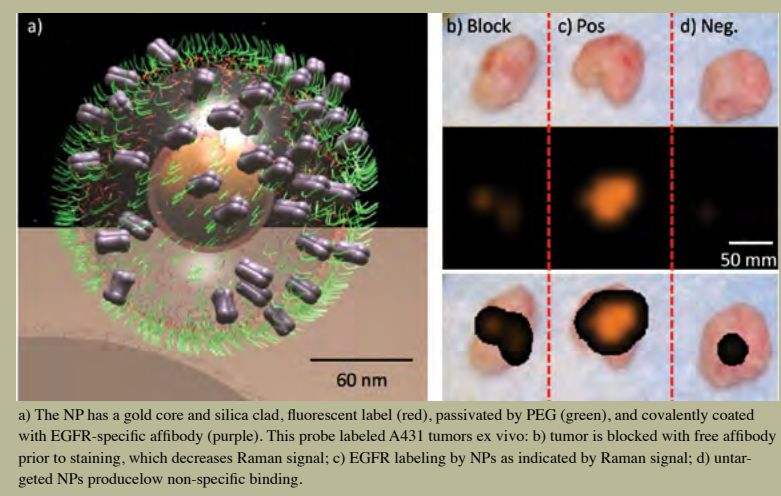 a)
60 nm
b) Block
c) Pos
d) Neg.
50 mm
a) The NP has a gold core and silica clad, fluorescent label (red), passivated by PEG (green), and covalently coated
with EGFR-specific affibody (purple). This probe labeled A431 tumors ex vivo: b) tumor is blocked with free affibody
prior to staining, which decreases Raman signal; c) EGFR labeling by NPs as indicated by Raman signal; d) untar-
geted NPs producelow non-specific binding.